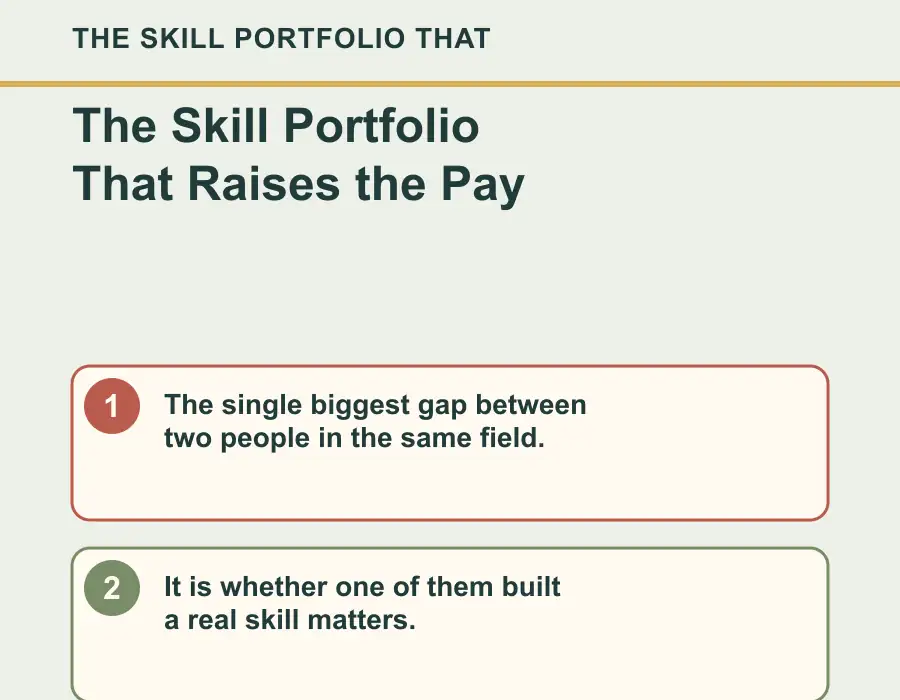 THE SKILL PORTFOLIO THAT
The Skill Portfolio
That Raises the Pay
1
The single biggest gap between
two people in the same field.
2
It is whether one of them built
a real skill matters.